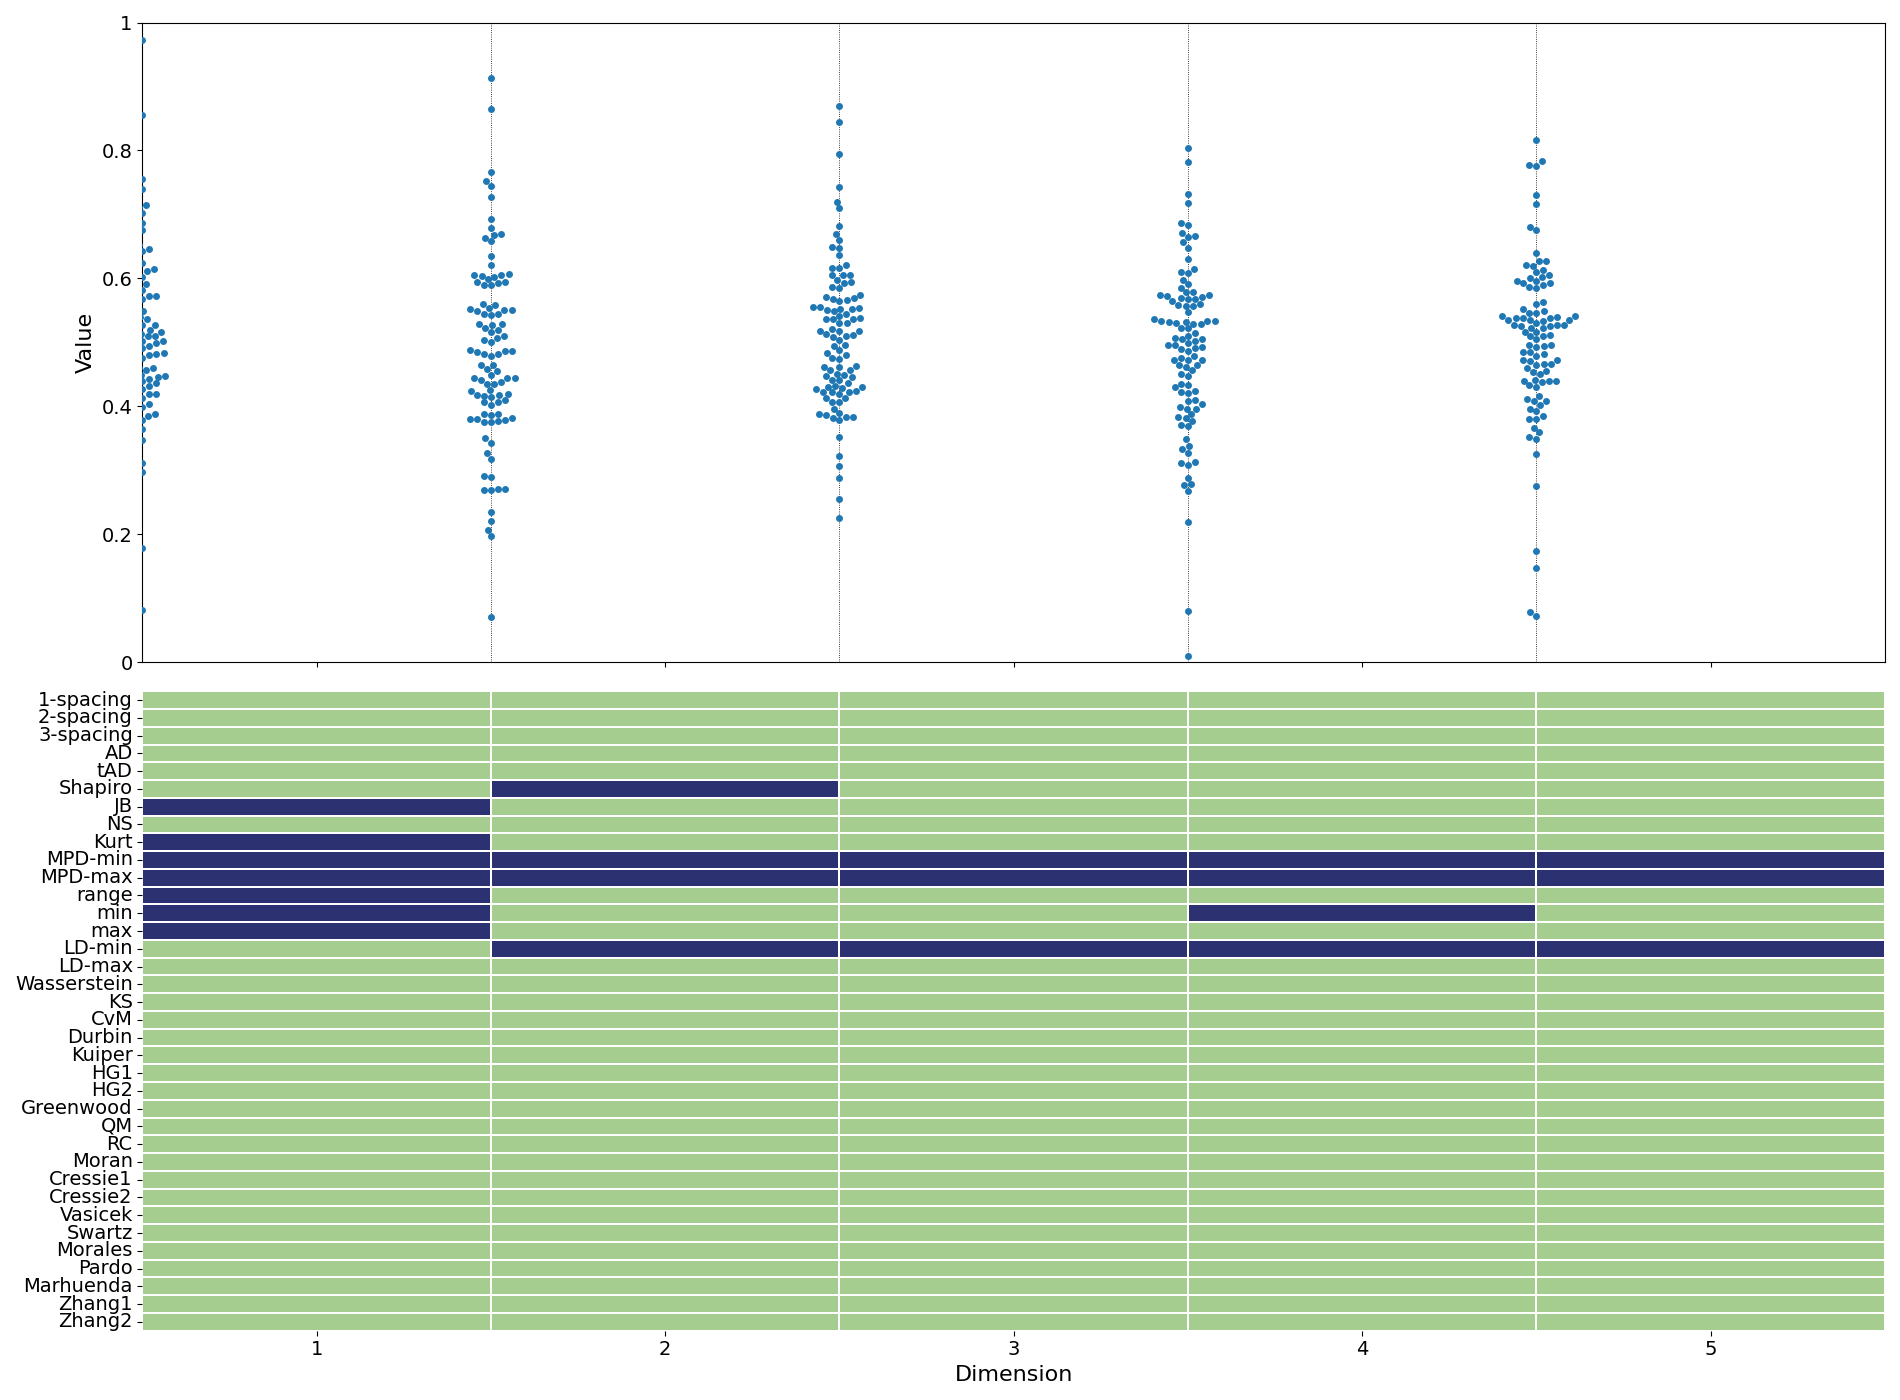 1
0.8
0.6
0.4
0.2
0
Value
1-spacing
2-spacing
3-spacing
AD
tAD
Shapiro
JB
NS
Kurt
MPD-min
MPD-max
range
min
max
LD-min
LD-max
Wasserstein
KS
CvM
Durbin
Kuiper
HG1
HG2
Greenwood
QM
RC
Moran
Cressie1
Cressie2
Vasicek
Swartz
Morales
Pardo
Marhuenda
Zhang1
Zhang2
1 2 3 4 5
Dimension